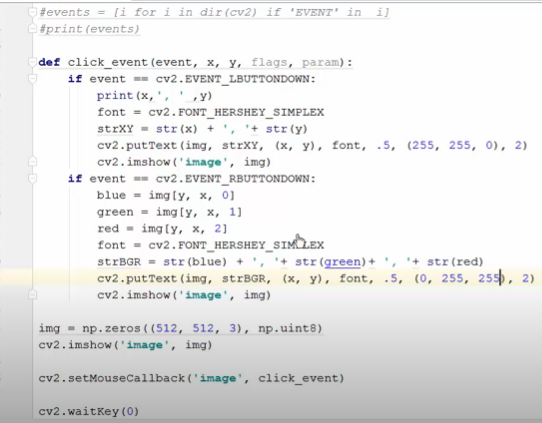 #events = [i for i in dir(cv2) if 'EVENT' in  i]
#print(events)
def click_event(event, x, y, flags, param):
    if event == cv2.EVENT_LBUTTONDOWN:
        print(x,', ' ,y)
        font = cv2.FONT_HERSHEY_SIMPLEX
        strXY = str(x) + ', '+ str(y)
        cv2.putText(img, strXY, (x, y), font, .5, (255, 255, 0), 2)
        cv2.imshow('image', img)
    if event == cv2.EVENT_RBUTTONDOWN:
        blue = img[y, x, 0]
        green = img[y, x, 1]
        red = img[y, x, 2]
        font = cv2.FONT_HERSHEY_SIMPLEX
        strBGR = str(blue) + ', '+ str(green)+ ', '+ str(red)
        cv2.putText(img, strBGR, (x, y), font, .5, (0, 255, 255), 2)
        cv2.imshow('image', img)
img = np.zeros((512, 512, 3), np.uint8)
cv2.imshow('image', img)
cv2.setMouseCallback('image', click_event)
cv2.waitKey(0)